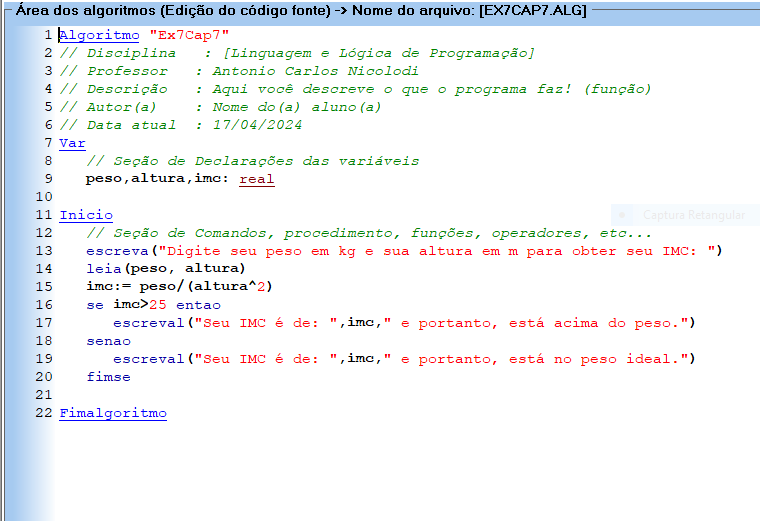 Área dos algoritmos (Edição do código fonte) -> Nome do arquivo: [EX7CAP7.ALG]
1 Algoritmo "Ex7Cap7"
2 // Disciplina   : [Linguagem e Lógica de Programação]
3 // Professor   : Antonio Carlos Nicolodi
4 // Descrição   : Aqui você descreve o que o programa faz! (função)
5 // Autor(a)    : Nome do(a) aluno(a)
6 // Data atual  : 17/04/2024
7 Var
8    // Seção de Declarações das variáveis
9    peso,altura,imc: real
10
11 Inicio
Captura Retangular
12    // Seção de Comandos, procedimento, funções, operadores, etc...
13    escreva("Digite seu peso em kg e sua altura em m para obter seu IMC: ")
14    leia(peso, altura)
15    imc:= peso/(altura^2)
16    se imc>25 entao
17       escreval("Seu IMC é de: ",imc," e portanto, está acima do peso.")
18    senao
19       escreval("Seu IMC é de: ",imc," e portanto, está no peso ideal.")
20    fimse
21
22 Fimalgoritmo